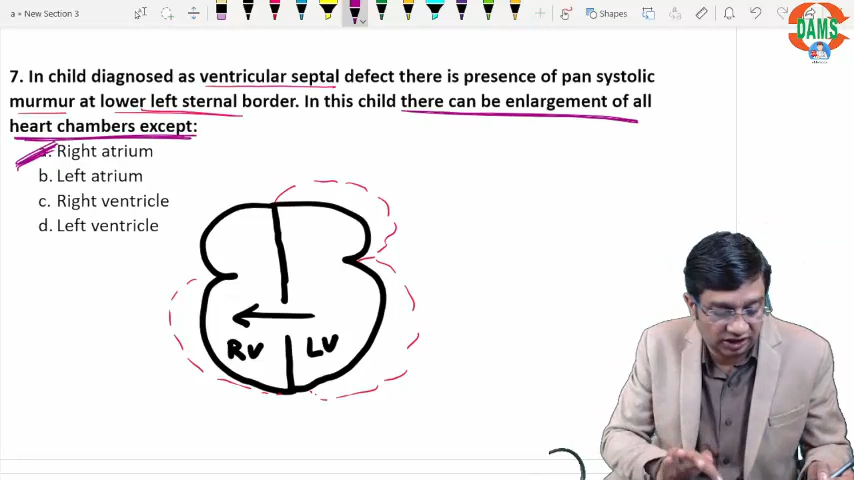 a » New Section 3
Shapes
DAMS
7. In child diagnosed as ventricular septal defect there is presence of pan systolic
murmur at lower left sternal border. In this child there can be enlargement of all
heart chambers except:
a. Right atrium
b. Left atrium
c. Right ventricle
d. Left ventricle
RV LV